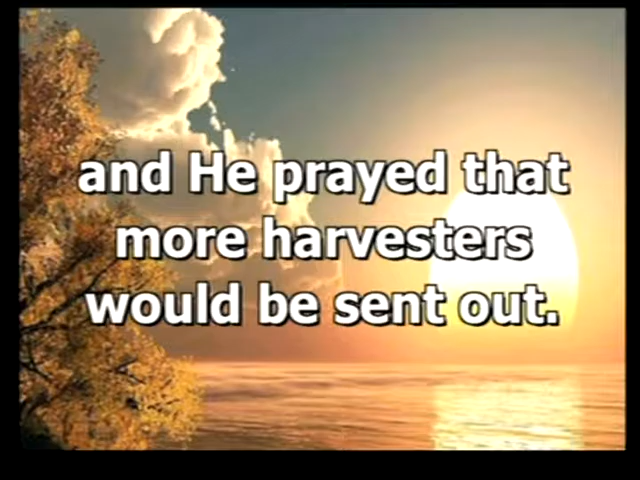 and He prayed that
more harvesters
would be sent out.